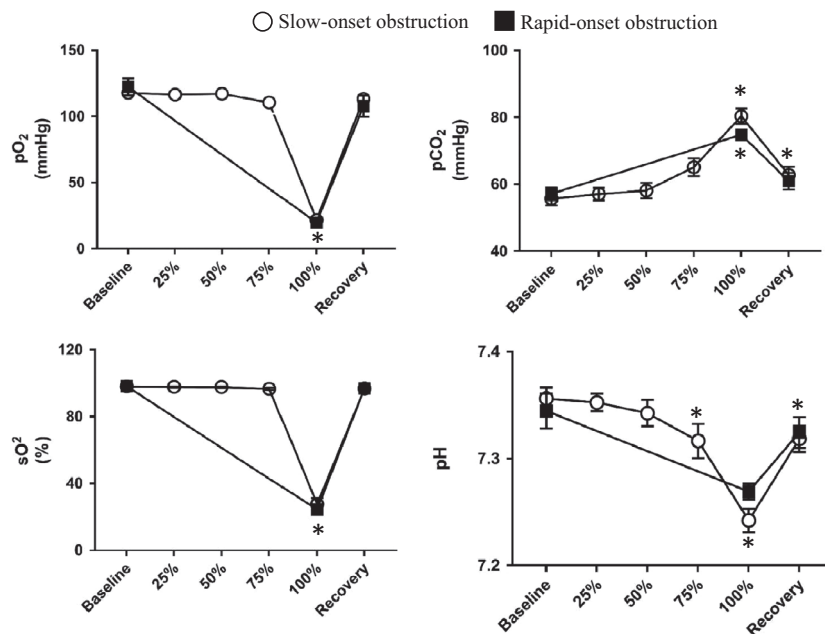 Slow-onset obstruction Rapid-onset obstruction
150
100
50
0
pO₂
(mmHg)
*
Baseline 25% 50% 75% 100% Recovery
100
80
60
40
pCO₂
(mmHg)
*
*
*
Baseline 25% 50% 75% 100% Recovery
120
80
40
0
sO²
(%)
*
Baseline 25% 50% 75% 100% Recovery
7.4
7.3
7.2
pH
*
*
*
Baseline 25% 50% 75% 100% Recovery